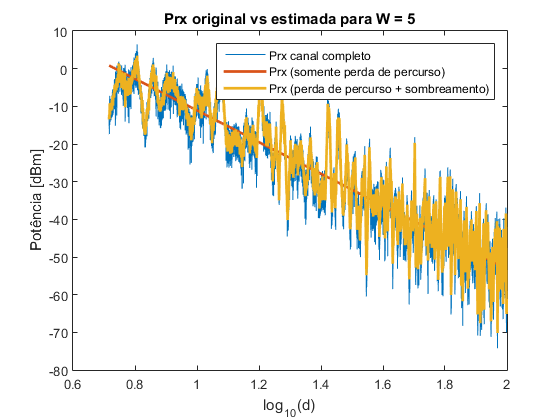 Prx original vs estimada para W = 5
Prx canal completo
Prx (somente perda de percurso)
Prx (perda de percurso + sombreamento)
Potência [dBm]
10
0
-10
-20
-30
-40
-50
-60
-70
-80
0.6 0.8 1 1.2 1.4 1.6 1.8 2
log10(d)